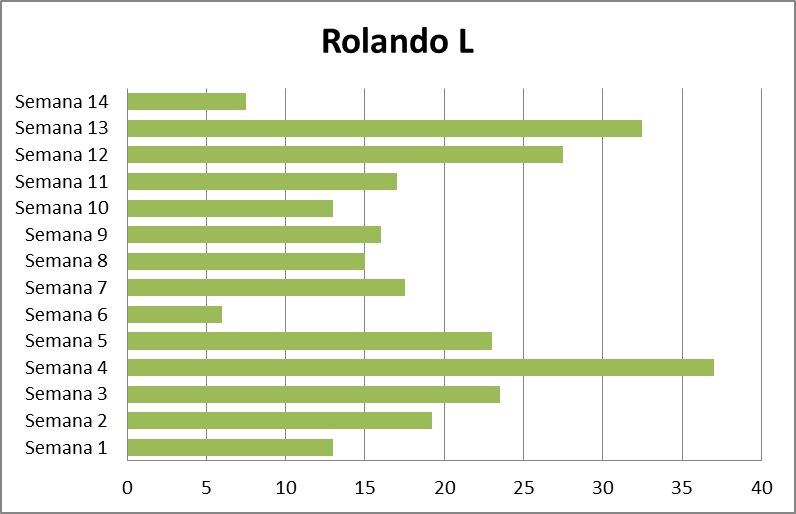 Rolando L
Semana 14
Semana 13
Semana 12
Semana 11
Semana 10
Semana 9
Semana 8
Semana 7
Semana 6
Semana 5
Semana 4
Semana 3
Semana 2
Semana 1
0 5 10 15 20 25 30 35 40